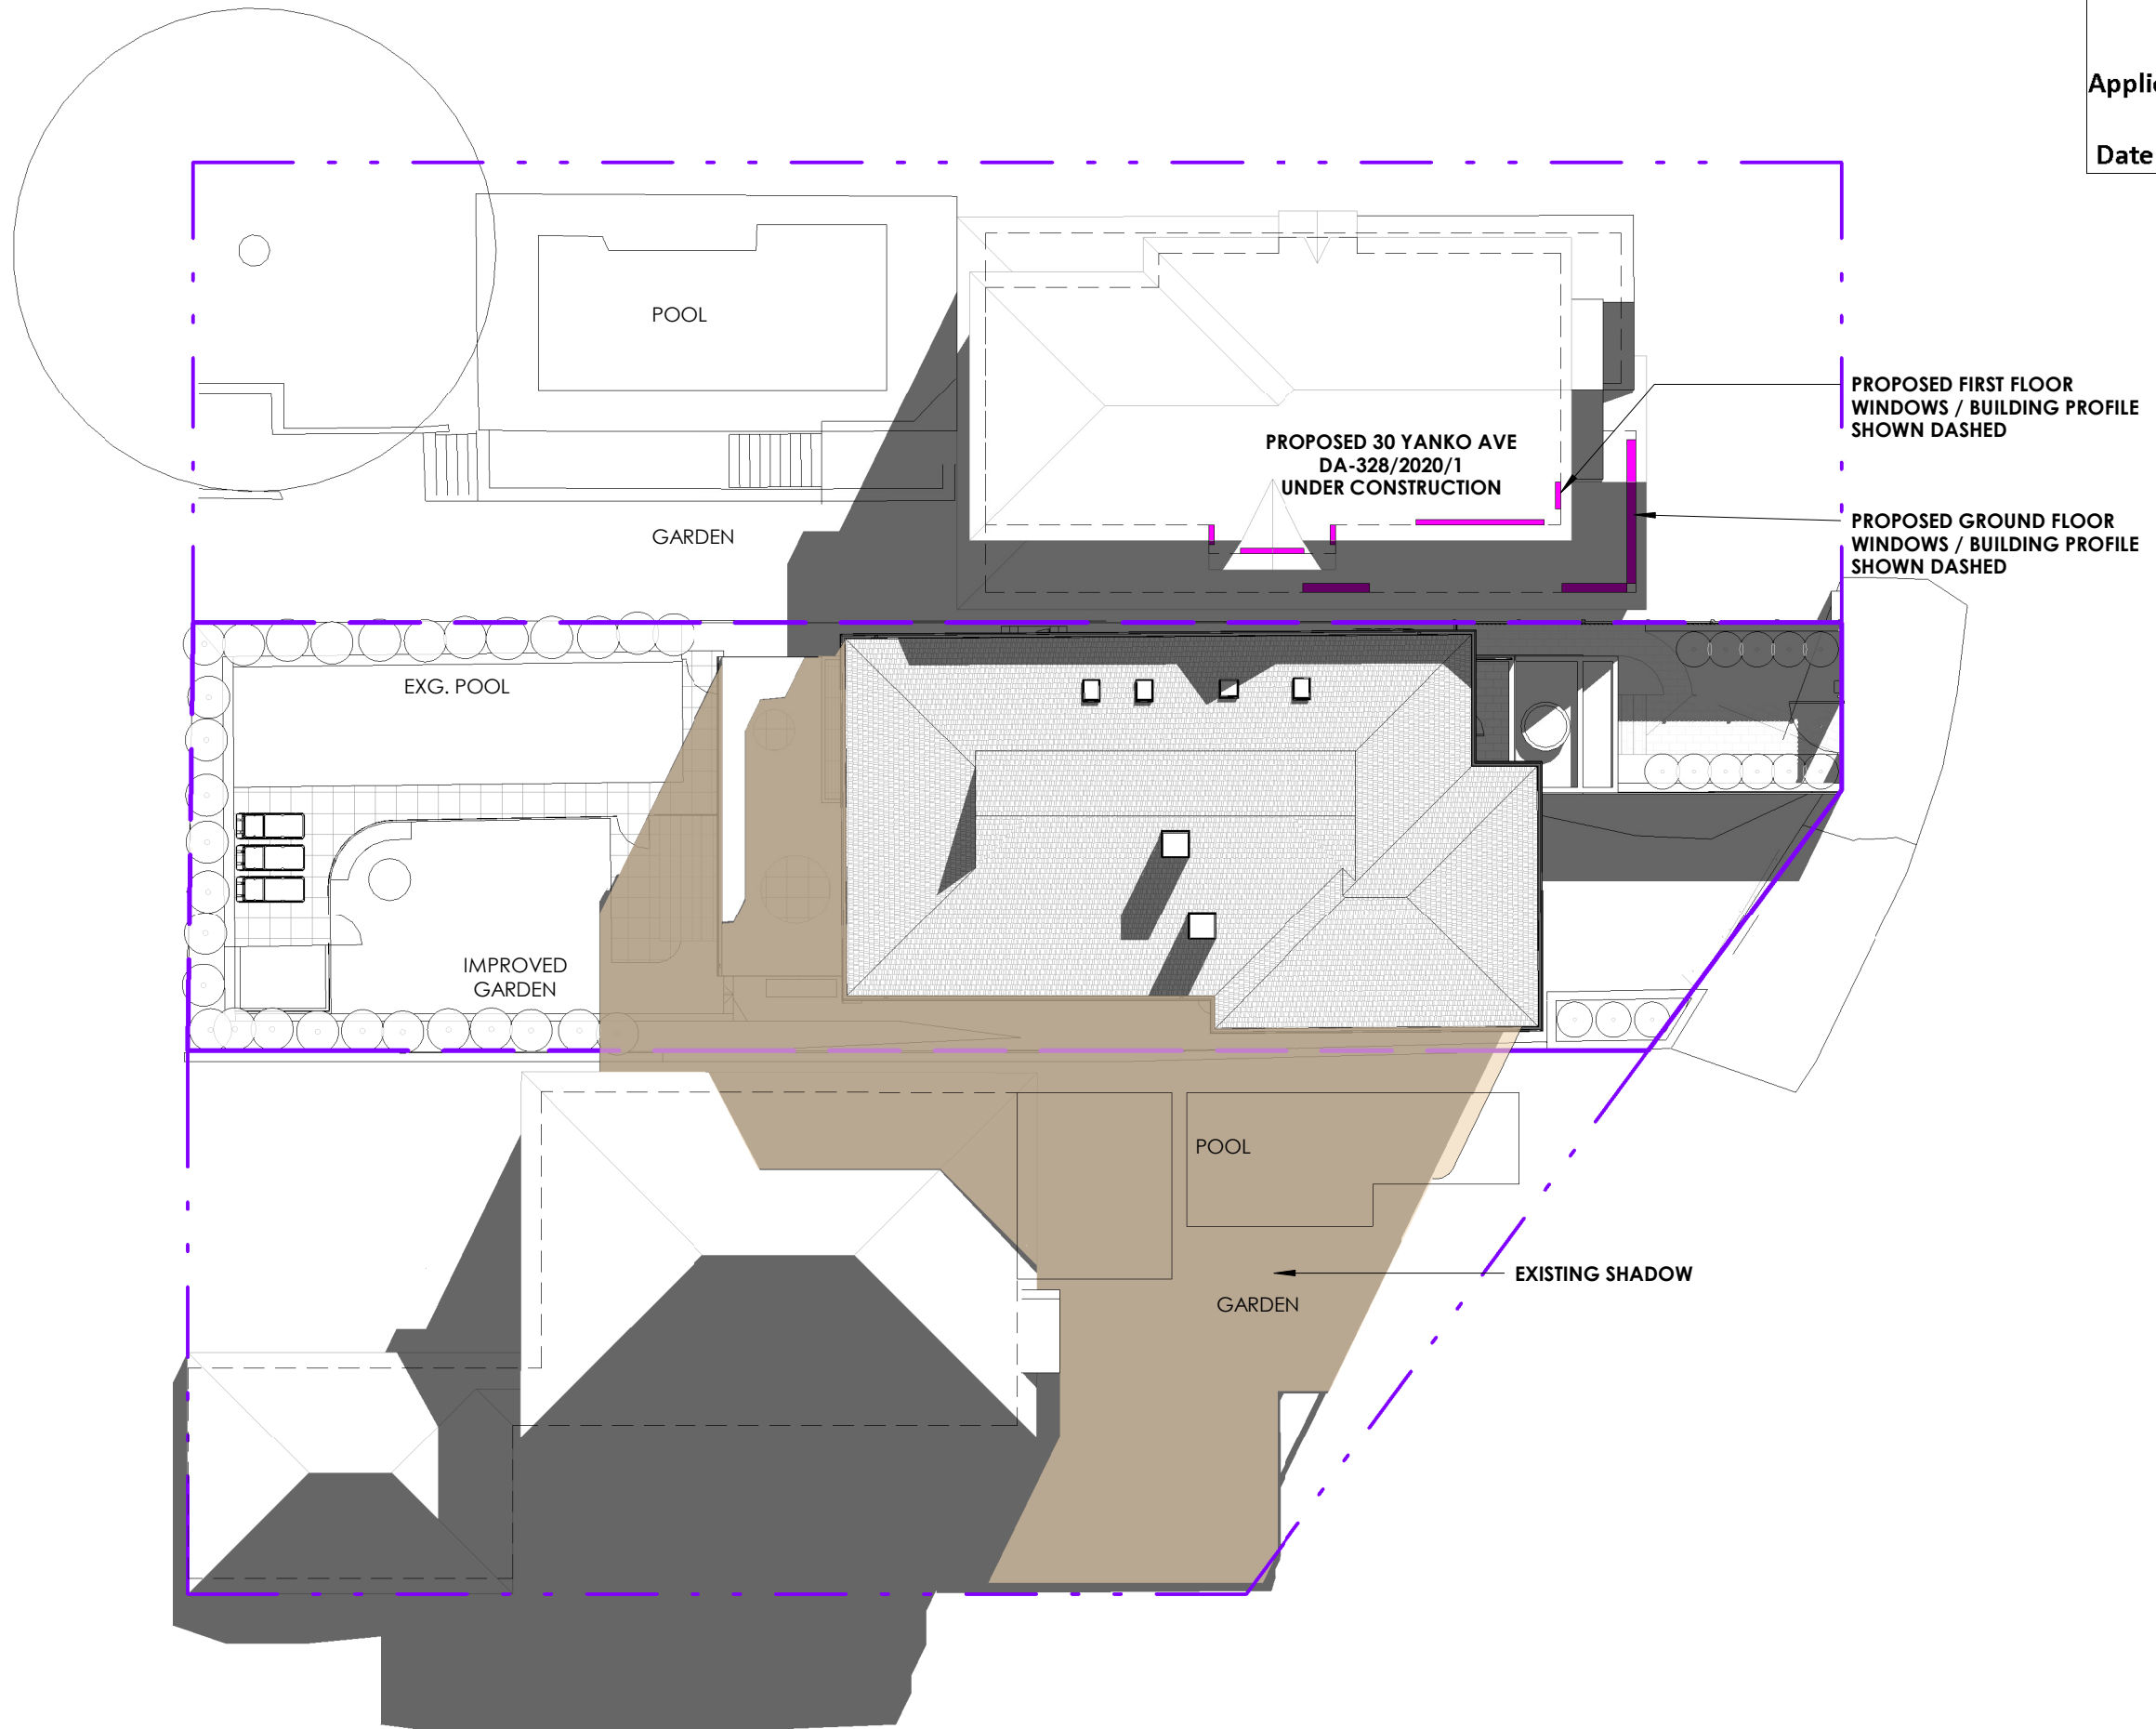 Applic
Date
POOL
PROPOSED FIRST FLOOR
WINDOWS / BUILDING PROFILE
SHOWN DASHED
PROPOSED 30 YANKO AVE
DA-328/2020/1
UNDER CONSTRUCTION
PROPOSED GROUND FLOOR
WINDOWS / BUILDING PROFILE
SHOWN DASHED
GARDEN
EXG. POOL
IMPROVED
GARDEN
POOL
EXISTING SHADOW
GARDEN